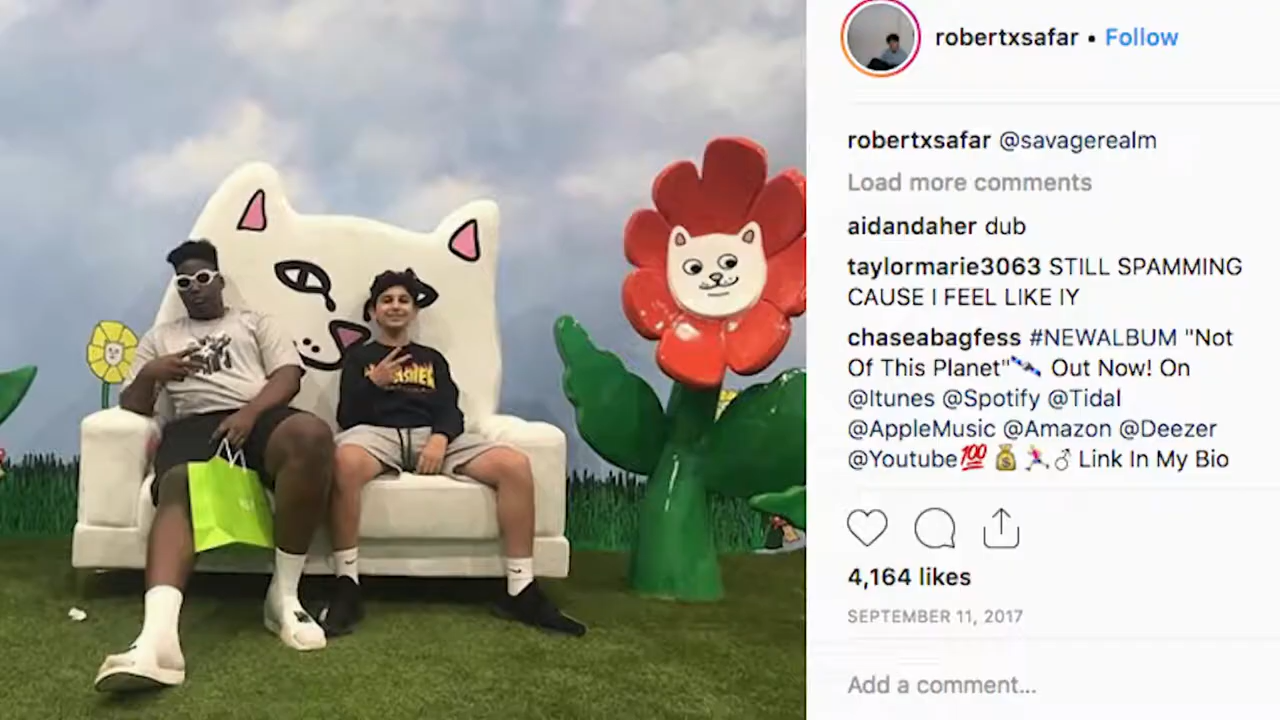 robertxsafar • Follow
robertxsafar @savagerealm
Load more comments
aidandaher dub
taylormarie3063 STILL SPAMMING
CAUSE I FEEL LIKE IY
chaseabagfess #NEWALBUM "Not
Of This Planet"🛰 Out Now! On
@Itunes @Spotify @Tidal
@AppleMusic @Amazon @Deezer
@Youtube💯💰🏃🏻♂ Link In My Bio
4,164 likes
SEPTEMBER 11, 2017
Add a comment...